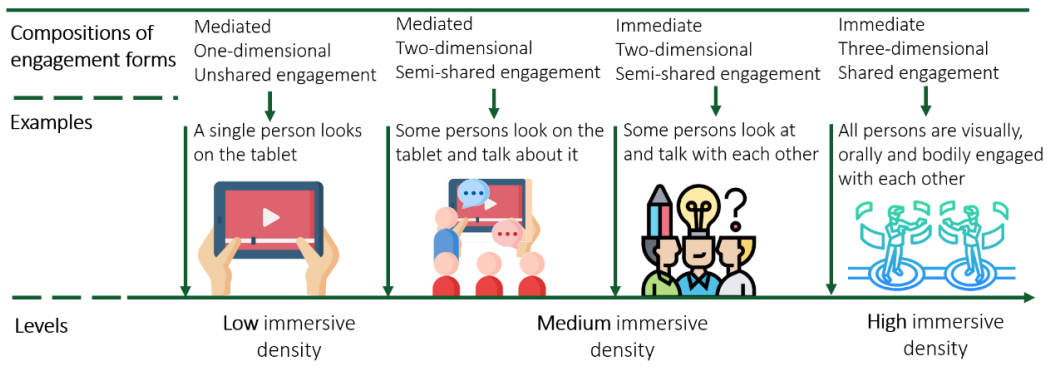 Compositions of
engagement forms
Mediated
One-dimensional
Unshared engagement
Mediated
Two-dimensional
Semi-shared engagement
Immediate
Two-dimensional
Semi-shared engagement
Immediate
Three-dimensional
Shared engagement
Examples
A single person looks
on the tablet
Some persons look on the
tablet and talk about it
Some persons look at
and talk with each other
All persons are visually,
orally and bodily engaged
with each other
?
Levels
Low immersive
density
Medium immersive
density
High immersive
density